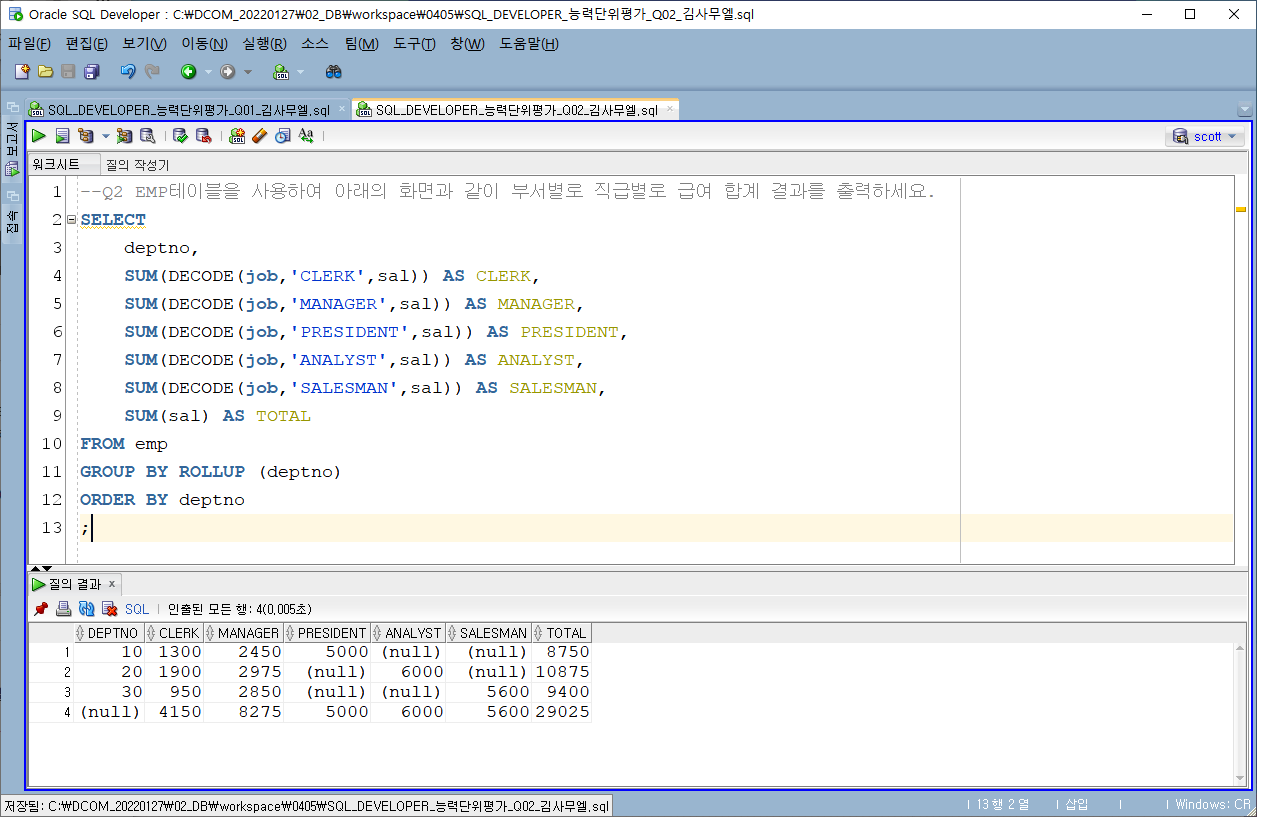 Oracle SQL Developer : C:₩DCOM_20220127₩02_DB₩workspace₩0405₩SQL_DEVELOPER_능력단위평가_Q02_김사무엘.sql
파일(F) 편집(E) 보기(V) 이동(N) 실행(R) 소스 팀(M) 도구(T) 창(W) 도움말(H)
SQL_DEVELOPER_능력단위평가_Q01_김사무엘.sql SQL_DEVELOPER_능력단위평가_Q02_김사무엘.sql
scott
워크시트 질의 작성기
1 --Q2 EMP테이블을 사용하여 아래의 화면과 같이 부서별로 직급별로 급여 합계 결과를 출력하세요.
2 SELECT
3 deptno,
4 SUM(DECODE(job,'CLERK',sal)) AS CLERK,
5 SUM(DECODE(job,'MANAGER',sal)) AS MANAGER,
6 SUM(DECODE(job,'PRESIDENT',sal)) AS PRESIDENT,
7 SUM(DECODE(job,'ANALYST',sal)) AS ANALYST,
8 SUM(DECODE(job,'SALESMAN',sal)) AS SALESMAN,
9 SUM(sal) AS TOTAL
10 FROM emp
11 GROUP BY ROLLUP (deptno)
12 ORDER BY deptno
13 ;
질의 결과
SQL | 인출된 모든 행: 4(0,005초)
DEPTNO CLERK MANAGER PRESIDENT ANALYST SALESMAN TOTAL
1 10 1300 2450 5000 (null) (null) 8750
2 20 1900 2975 (null) 6000 (null) 10875
3 30 950 2850 (null) (null) 5600 9400
4 (null) 4150 8275 5000 6000 5600 29025
저장됨: C:₩DCOM_20220127₩02_DB₩workspace₩0405₩SQL_DEVELOPER_능력단위평가_Q02_김사무엘.sql
13행 2열 | 삽입 | | Windows: CR